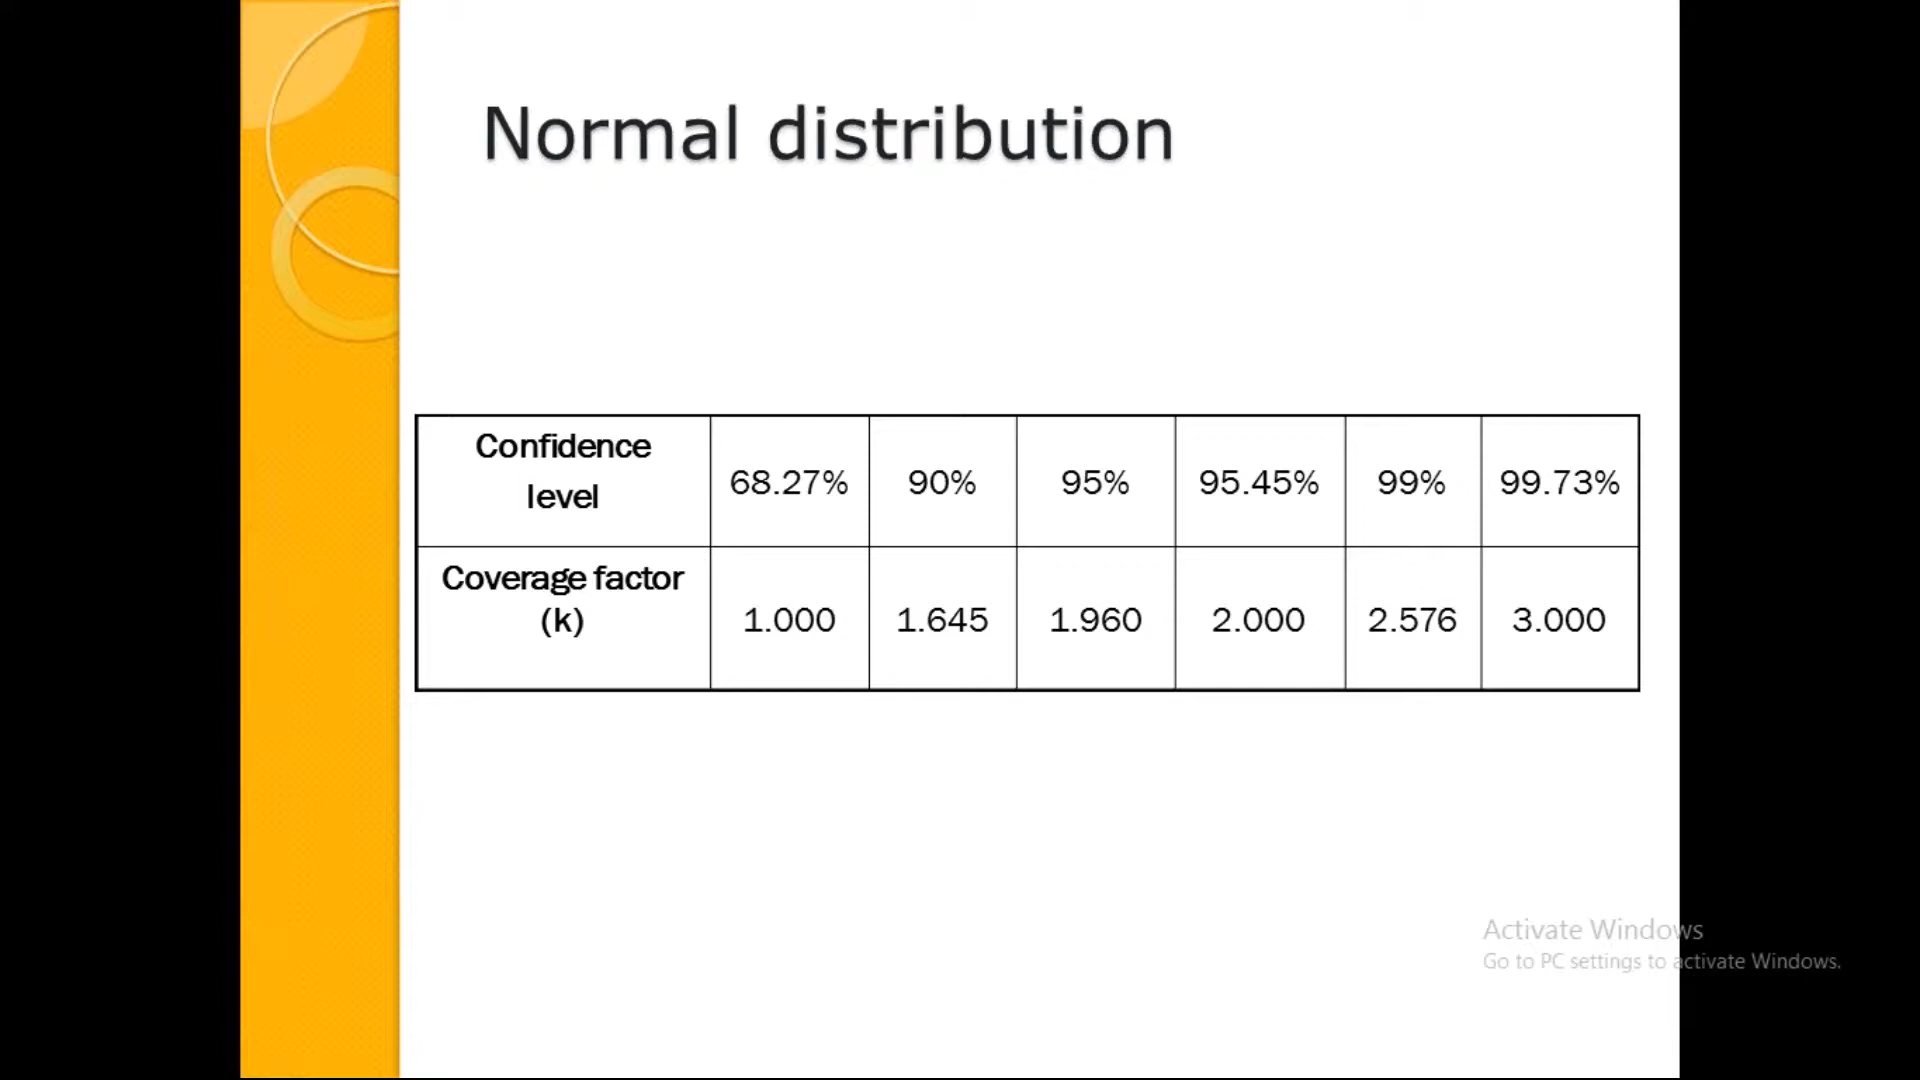 Normal distribution
Confidence level 68.27% 90% 95% 95.45% 99% 99.73%
Coverage factor (k) 1.000 1.645 1.960 2.000 2.576 3.000
Activate Windows
Go to PC settings to activate Windows.